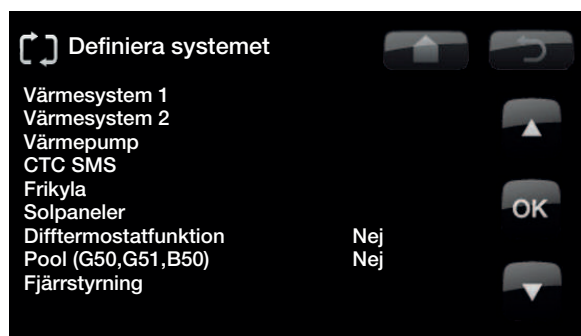 Definiera systemet
Värmesystem 1
Värmesystem 2
Värmepump
CTC SMS
Frikyla
Solpaneler
Difftermostatfunktion Nej
Pool (G50,G51,B50) Nej
Fjärrstyrning
OK